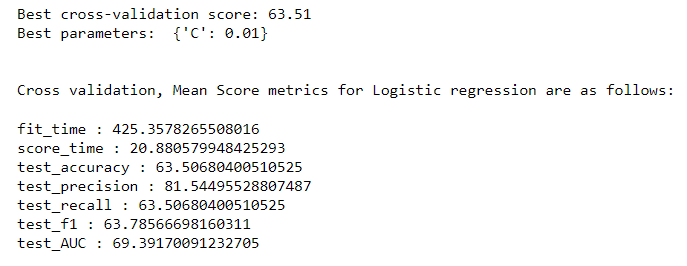 Best cross-validation score: 63.51
Best parameters:  {'C': 0.01}
Cross validation, Mean Score metrics for Logistic regression are as follows:
fit_time : 425.3578265508016
score_time : 20.880579948425293
test_accuracy : 63.50680400510525
test_precision : 81.54495528807487
test_recall : 63.50680400510525
test_f1 : 63.78566698160311
test_AUC : 69.39170091232705